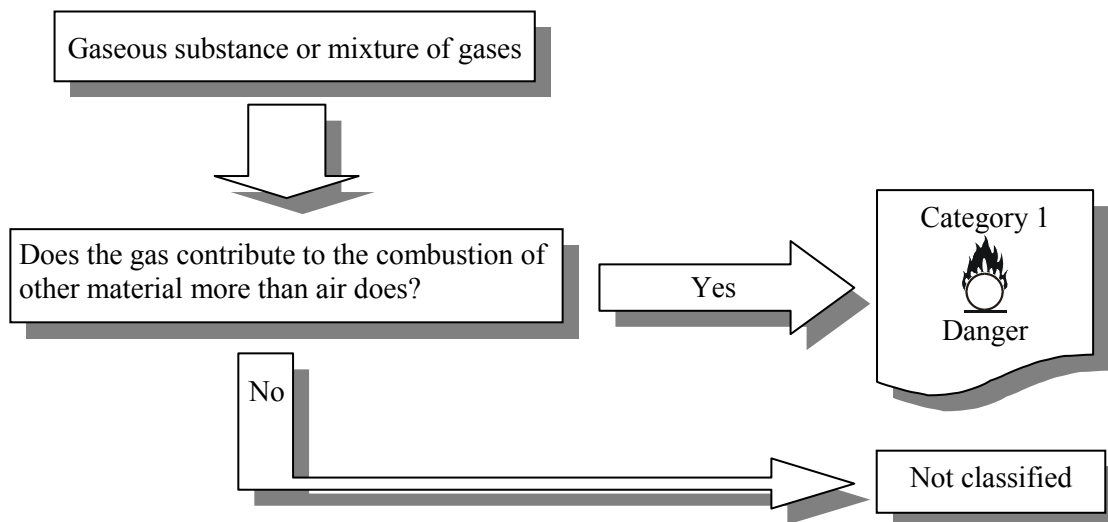 Gaseous substance or mixture of gases
Does the gas contribute to the combustion of
other material more than air does?
Yes
Category 1
Danger
No
Not classified